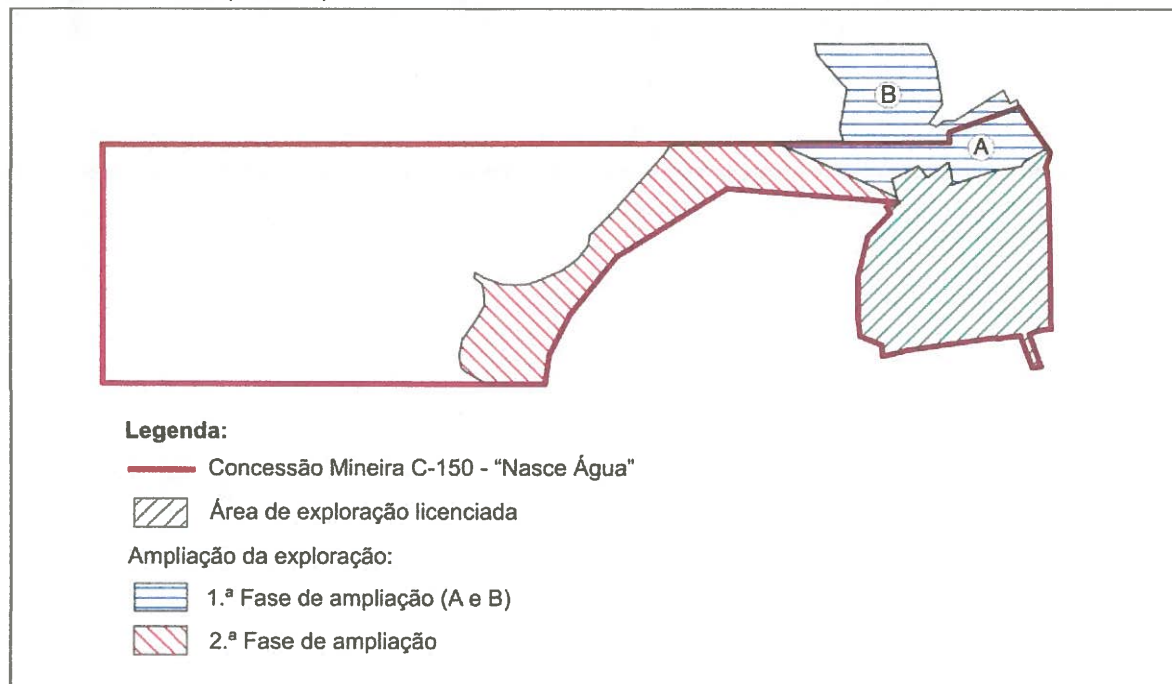 B
A
Legenda:
Concessão Mineira C-150 - "Nasce Água"
Área de exploração licenciada
Ampliação da exploração:
1.ª Fase de ampliação (A e B)
2.ª Fase de ampliação